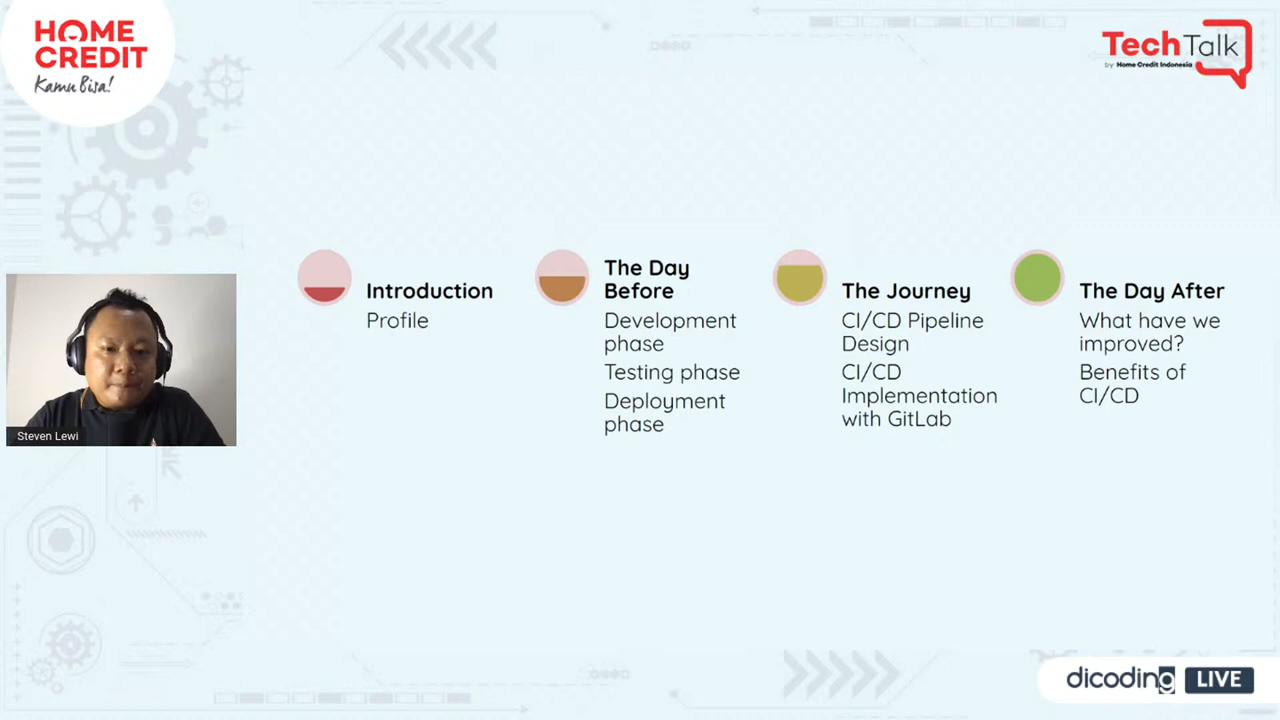 HOME
CREDIT
Kamu Bisa!
TechTalk
by Home Credit Indonesia
Introduction
Profile
The Day
Before
Development
phase
Testing phase
Deployment
phase
The Journey
CI/CD Pipeline
Design
CI/CD
Implementation
with GitLab
The Day After
What have we
improved?
Benefits of
CI/CD
Steven Lewi
dicoding LIVE